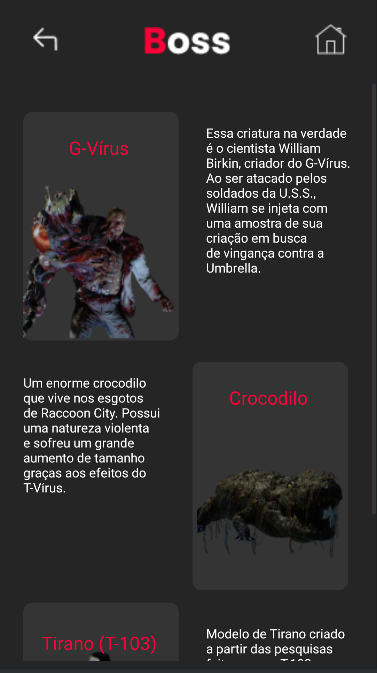 Boss
G-Vírus
Essa criatura na verdade
é o cientista William
Birkin, criador do G-Vírus.
Ao ser atacado pelos
soldados da U.S.S.,
William se injeta com
uma amostra de sua
criação em busca
de vingança contra a
Umbrella.
Um enorme crocodilo
que vive nos esgotos
de Raccoon City. Possui
uma natureza violenta
e sofreu um grande
aumento de tamanho
graças aos efeitos do
T-Vírus.
Crocodilo
Tirano (T-103)
Modelo de Tirano criado
a partir das pesquisas